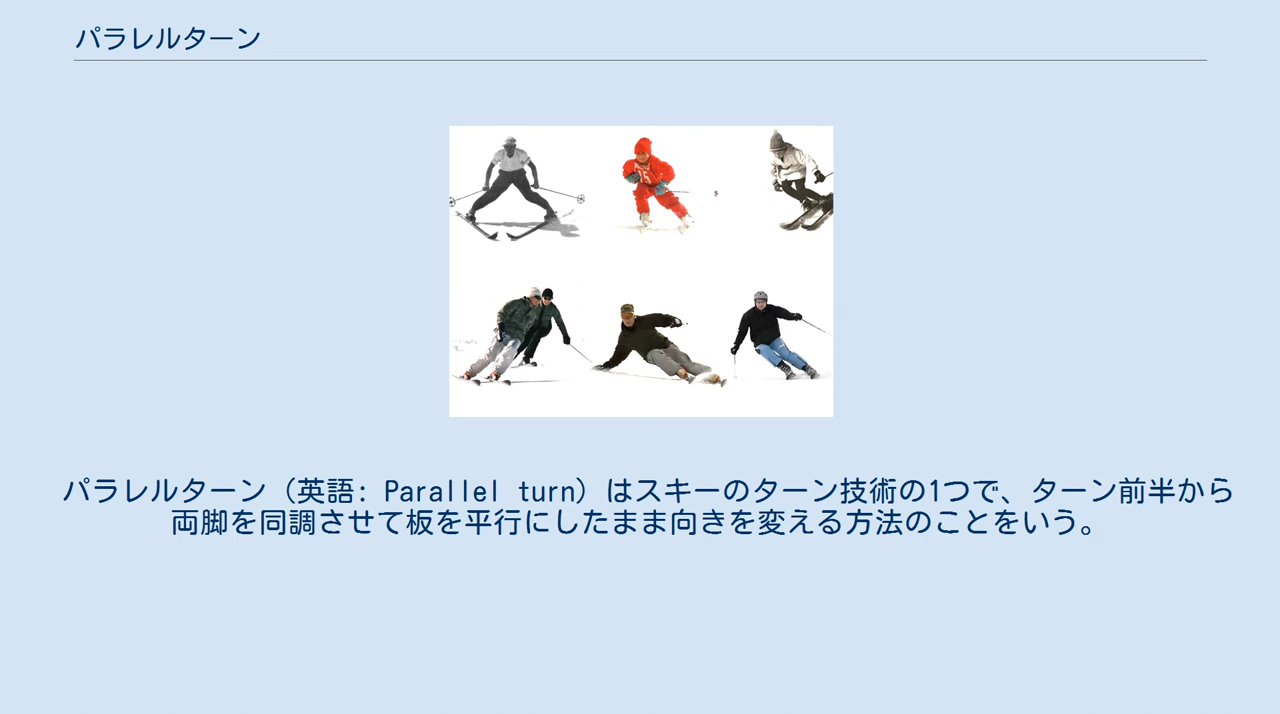 パラレルターン
パラレルターン（英語: Parallel turn）はスキーのターン技術の1つで、ターン前半から
両脚を同調させて板を平行にしたまま向きを変える方法のことをいう。